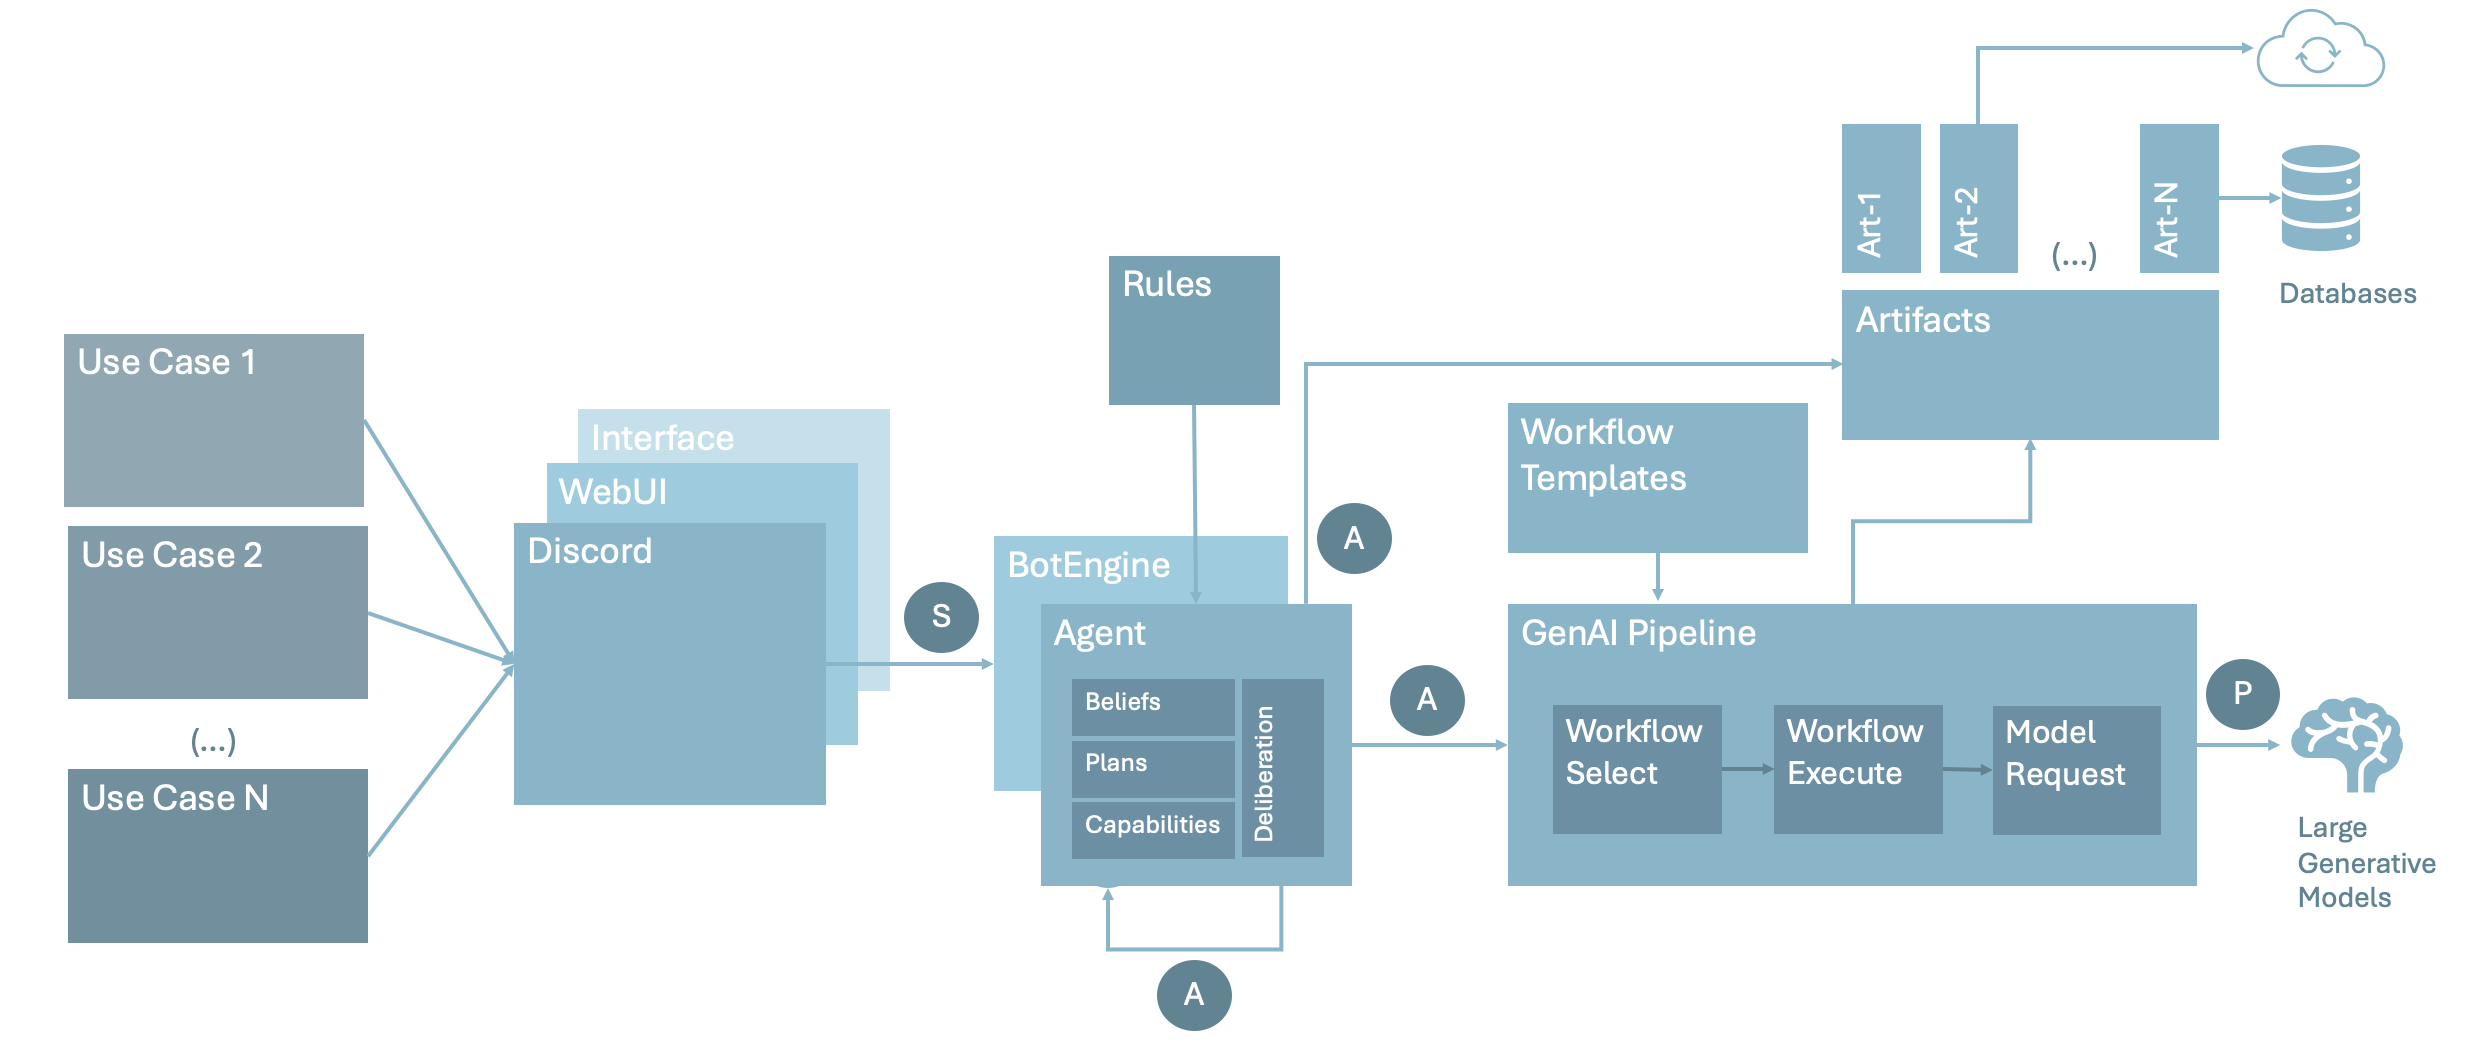 Use Case 1
Use Case 2
(...)
Use Case N
Interface
WebUI
Discord
S
Rules
BotEngine
Agent
Beliefs
Plans
Capabilities
Deliberation
A
A
A
Workflow
Templates
GenAI Pipeline
Workflow
Select
Workflow
Execute
Model
Request
Art-1
Art-2
(...)
Art-N
Artifacts
Databases
P
Large
Generative
Models